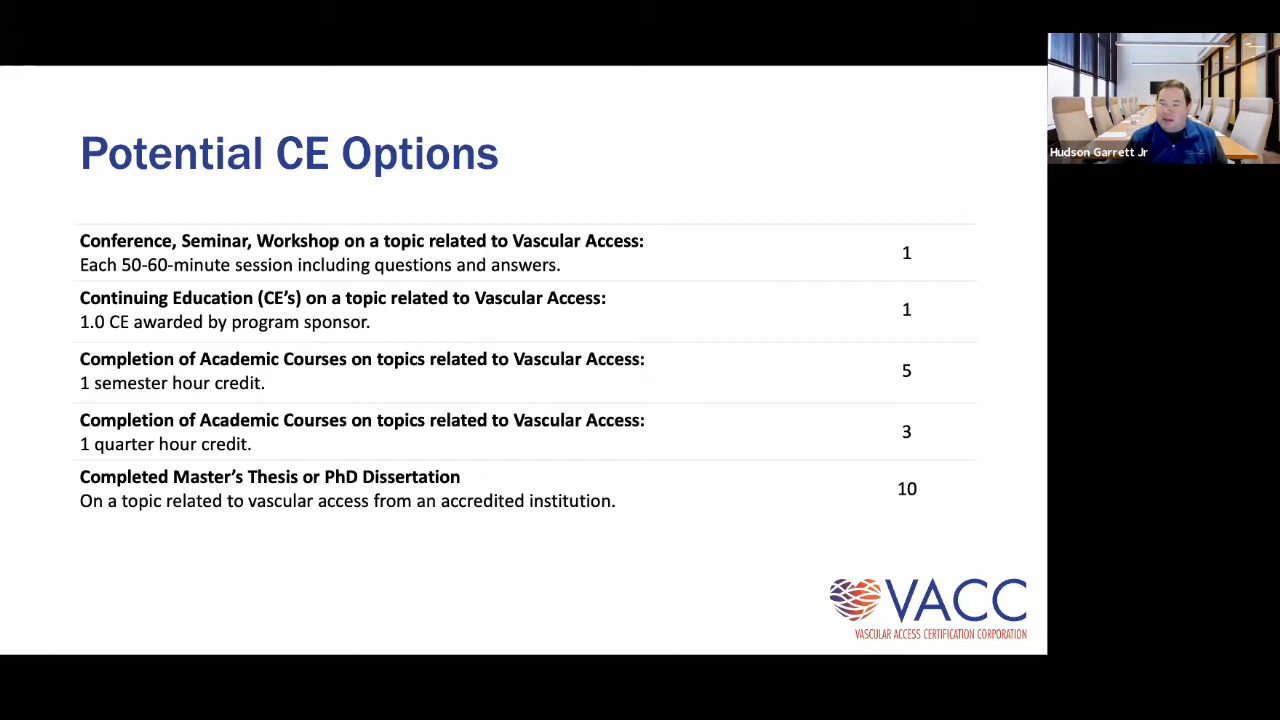 Potential CE Options
Conference, Seminar, Workshop on a topic related to Vascular Access:
Each 50-60-minute session including questions and answers.
1
Continuing Education (CE's) on a topic related to Vascular Access:
1.0 CE awarded by program sponsor.
1
Completion of Academic Courses on topics related to Vascular Access:
1 semester hour credit.
5
Completion of Academic Courses on topics related to Vascular Access:
1 quarter hour credit.
3
Completed Master's Thesis or PhD Dissertation
On a topic related to vascular access from an accredited institution.
10
VACC
VASCULAR ACCESS CERTIFICATION CORPORATION
Hudson Garrett Jr